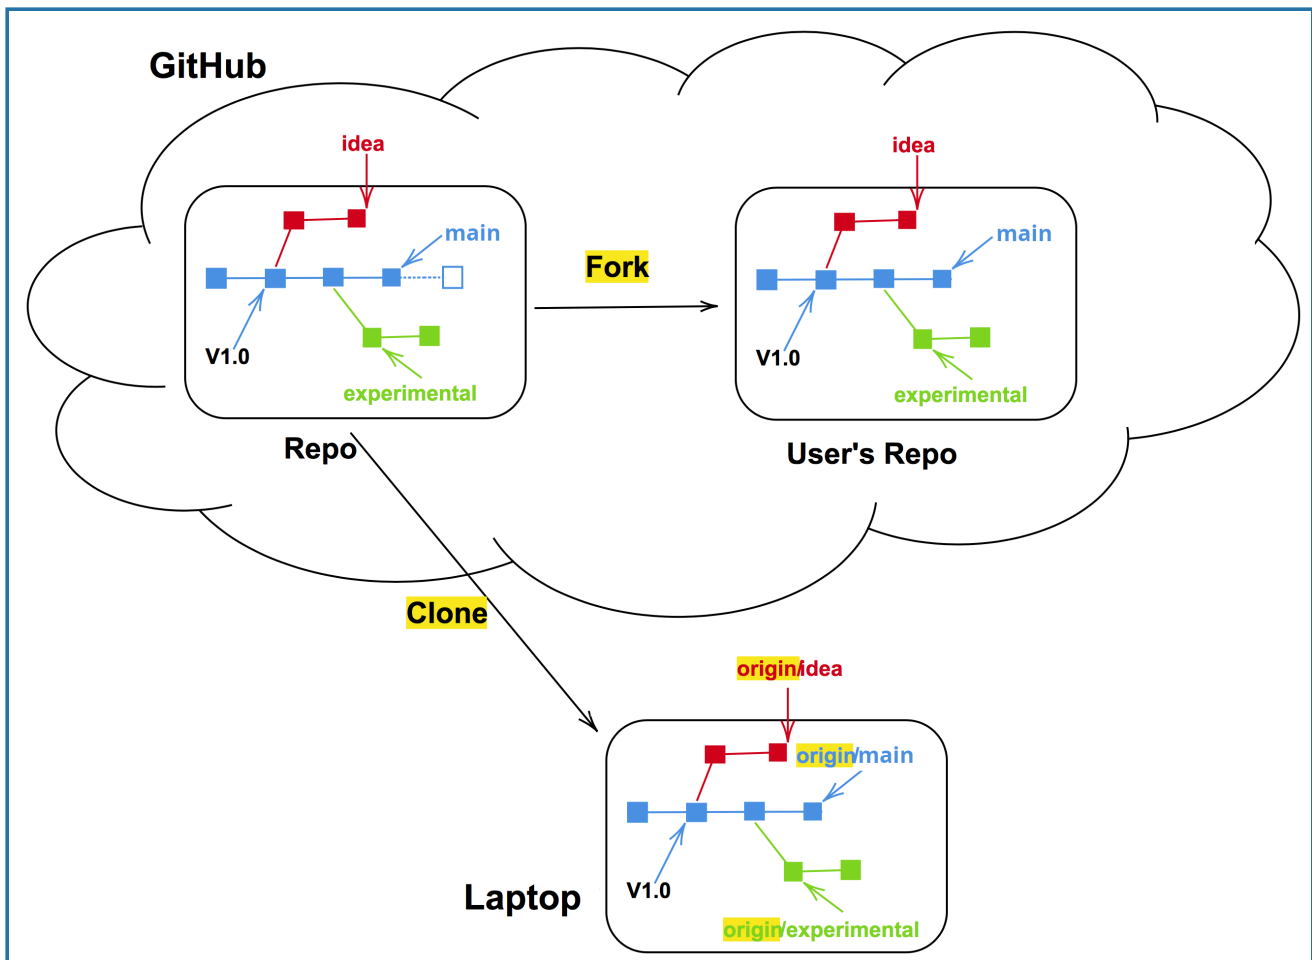 GitHub
idea
main
V1.0
experimental
Repo
Fork
idea
main
V1.0
experimental
User's Repo
Clone
origin/idea
origin/main
V1.0
origin/experimental
Laptop